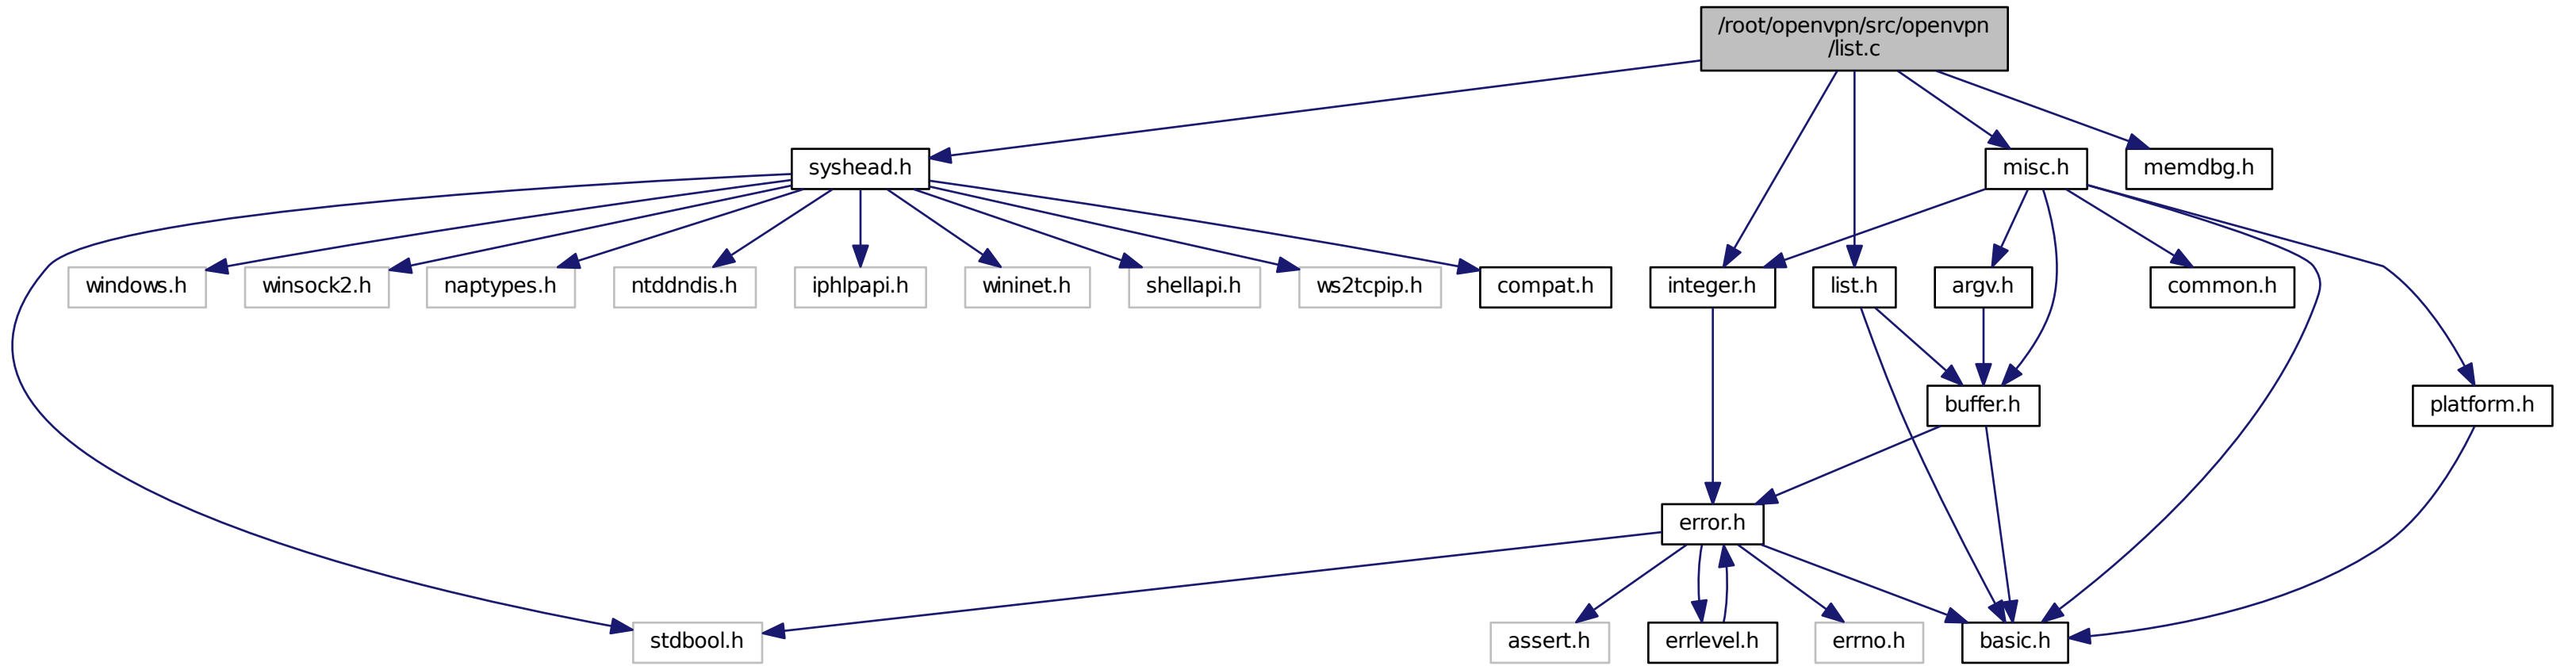 /root/openvpn/src/openvpn
/list.c
syshead.h
misc.h
memdbg.h
windows.h
winsock2.h
naptypes.h
ntddndis.h
iphlpapi.h
wininet.h
shellapi.h
ws2tcpip.h
compat.h
integer.h
list.h
argv.h
common.h
buffer.h
platform.h
error.h
stdbool.h
assert.h
errlevel.h
errno.h
basic.h